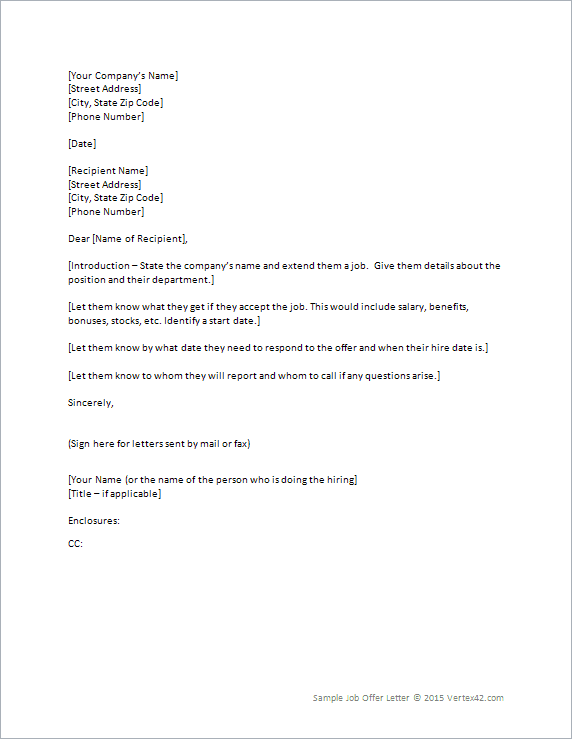 [Your Company's Name]
[Street Address]
[City, State Zip Code]
[Phone Number]
[Date]
[Recipient Name]
[Street Address]
[City, State Zip Code]
[Phone Number]
Dear [Name of Recipient],
[Introduction – State the company's name and extend them a job.  Give them details about the
position and their department.]
[Let them know what they get if they accept the job. This would include salary, benefits,
bonuses, stocks, etc. Identify a start date.]
[Let them know by what date they need to respond to the offer and when their hire date is.]
[Let them know to whom they will report and whom to call if any questions arise.]
Sincerely,
(Sign here for letters sent by mail or fax)
[Your Name (or the name of the person who is doing the hiring]
[Title – if applicable]
Enclosures:
CC:
Sample Job Offer Letter © 2015 Vertex42.com